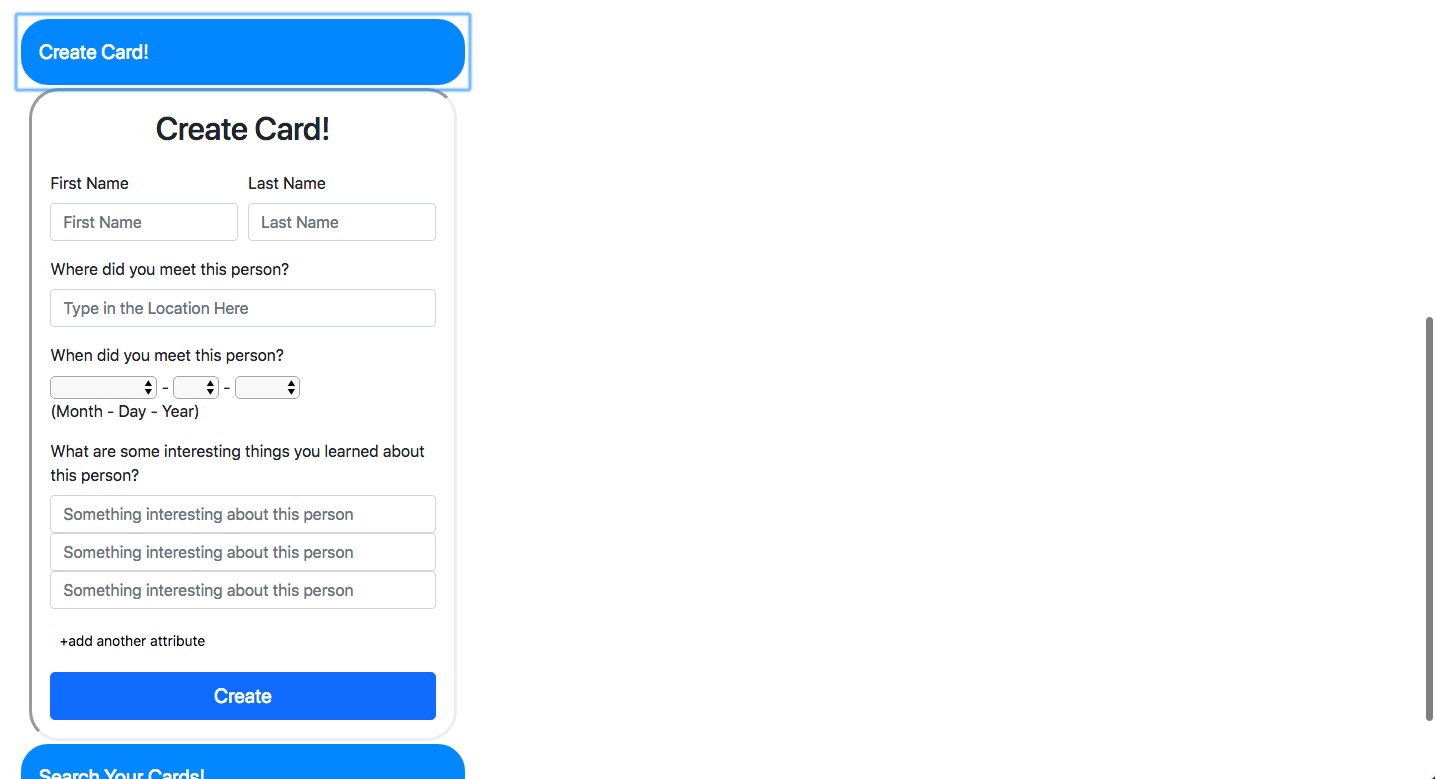 Create Card!
Create Card!
First Name Last Name
First Name Last Name
Where did you meet this person?
Type in the Location Here
When did you meet this person?
- -
(Month - Day - Year)
What are some interesting things you learned about
this person?
Something interesting about this person
Something interesting about this person
Something interesting about this person
+add another attribute
Create
Search Your Cards!